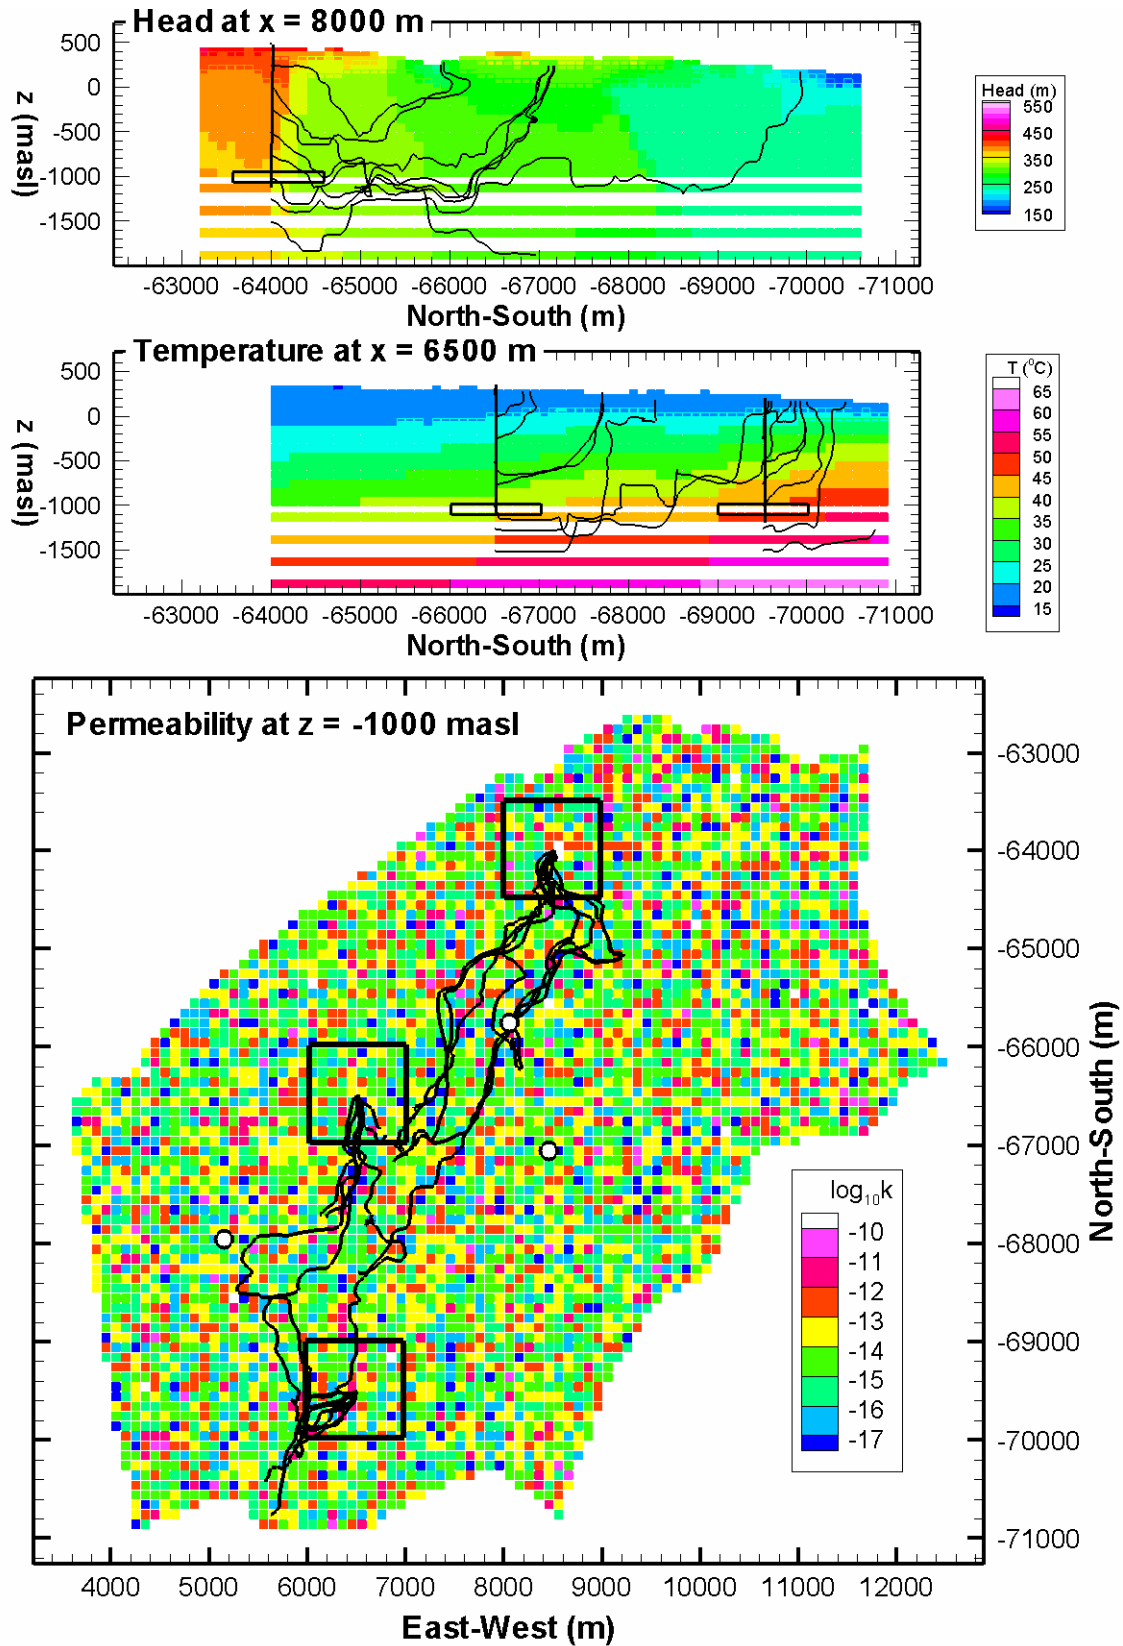 Head at x = 8000 m
500
0
-500
-1000
-1500
z (masl)
-63000 -64000 -65000 -66000 -67000 -68000 -69000 -70000 -71000
North-South (m)
Head (m)
550
450
350
250
150
Temperature at x = 6500 m
500
0
-500
-1000
-1500
z (masl)
-63000 -64000 -65000 -66000 -67000 -68000 -69000 -70000 -71000
North-South (m)
T (⁰C)
65
60
55
50
45
40
35
30
25
20
15
Permeability at z = -1000 masl
-63000
-64000
-65000
-66000
-67000
-68000
-69000
-70000
-71000
North-South (m)
log₁₀k
-10
-11
-12
-13
-14
-15
-16
-17
4000 5000 6000 7000 8000 9000 10000 11000 12000
East-West (m)